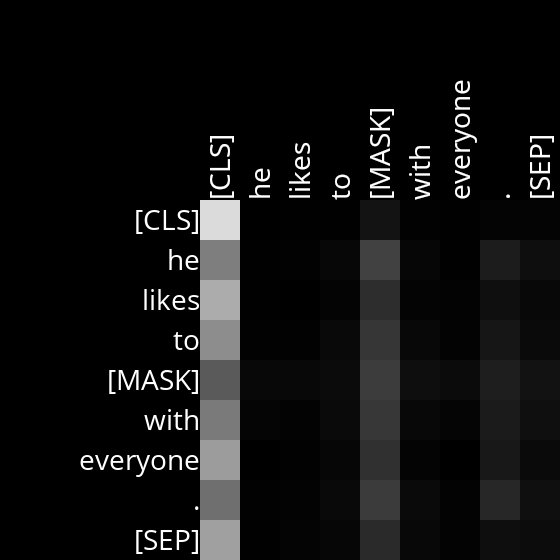 [CLS]
he
likes
to
[MASK]
with
everyone
.
[SEP]
[CLS]
he
likes
to
[MASK]
with
everyone
.
[SEP]